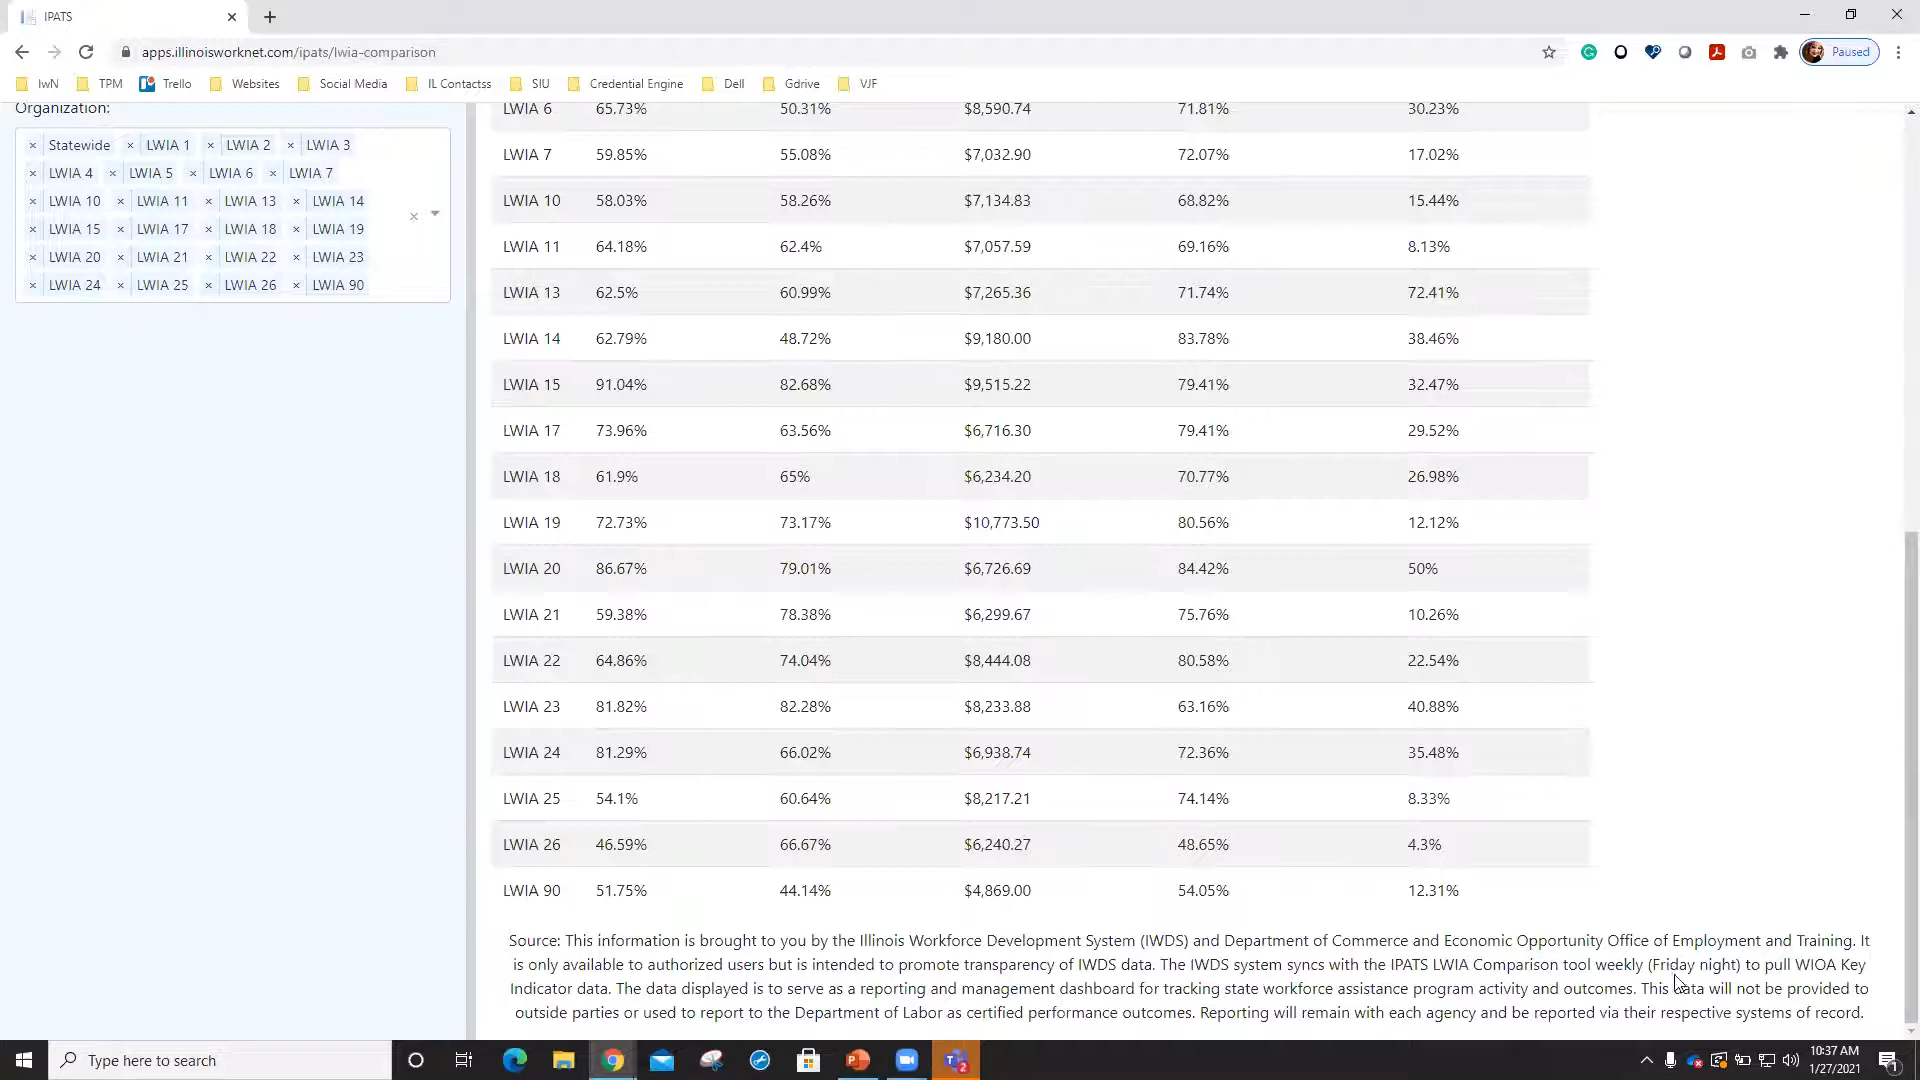 IPATS
apps.illinoisworknet.com/ipats/lwia-comparison
Paused
IwN TPM Trello Websites Social Media IL Contactss SIU Credential Engine Dell Gdrive VJF
Organization:
× Statewide × LWIA 1 × LWIA 2 × LWIA 3
× LWIA 4 × LWIA 5 × LWIA 6 × LWIA 7
× LWIA 10 × LWIA 11 × LWIA 13 × LWIA 14
× LWIA 15 × LWIA 17 × LWIA 18 × LWIA 19
× LWIA 20 × LWIA 21 × LWIA 22 × LWIA 23
× LWIA 24 × LWIA 25 × LWIA 26 × LWIA 90
LWIA 6 65.73% 50.31% $8,590.74 71.81% 30.23%
LWIA 7 59.85% 55.08% $7,032.90 72.07% 17.02%
LWIA 10 58.03% 58.26% $7,134.83 68.82% 15.44%
LWIA 11 64.18% 62.4% $7,057.59 69.16% 8.13%
LWIA 13 62.5% 60.99% $7,265.36 71.74% 72.41%
LWIA 14 62.79% 48.72% $9,180.00 83.78% 38.46%
LWIA 15 91.04% 82.68% $9,515.22 79.41% 32.47%
LWIA 17 73.96% 63.56% $6,716.30 79.41% 29.52%
LWIA 18 61.9% 65% $6,234.20 70.77% 26.98%
LWIA 19 72.73% 73.17% $10,773.50 80.56% 12.12%
LWIA 20 86.67% 79.01% $6,726.69 84.42% 50%
LWIA 21 59.38% 78.38% $6,299.67 75.76% 10.26%
LWIA 22 64.86% 74.04% $8,444.08 80.58% 22.54%
LWIA 23 81.82% 82.28% $8,233.88 63.16% 40.88%
LWIA 24 81.29% 66.02% $6,938.74 72.36% 35.48%
LWIA 25 54.1% 60.64% $8,217.21 74.14% 8.33%
LWIA 26 46.59% 66.67% $6,240.27 48.65% 4.3%
LWIA 90 51.75% 44.14% $4,869.00 54.05% 12.31%
Source: This information is brought to you by the Illinois Workforce Development System (IWDS) and Department of Commerce and Economic Opportunity Office of Employment and Training. It
is only available to authorized users but is intended to promote transparency of IWDS data. The IWDS system syncs with the IPATS LWIA Comparison tool weekly (Friday night) to pull WIOA Key
Indicator data. The data displayed is to serve as a reporting and management dashboard for tracking state workforce assistance program activity and outcomes. This data will not be provided to
outside parties or used to report to the Department of Labor as certified performance outcomes. Reporting will remain with each agency and be reported via their respective systems of record.
Type here to search
10:37 AM
1/27/2021